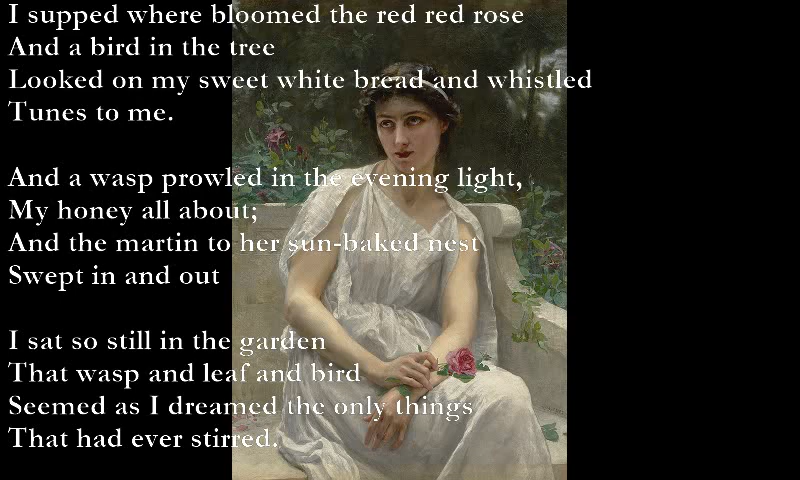 I supped where bloomed the red red rose
And a bird in the tree
Looked on my sweet white bread and whistled
Tunes to me.

And a wasp prowled in the evening light,
My honey all about;
And the martin to her sun-baked nest
Swept in and out

I sat so still in the garden
That wasp and leaf and bird
Seemed as I dreamed the only things
That had ever stirred.